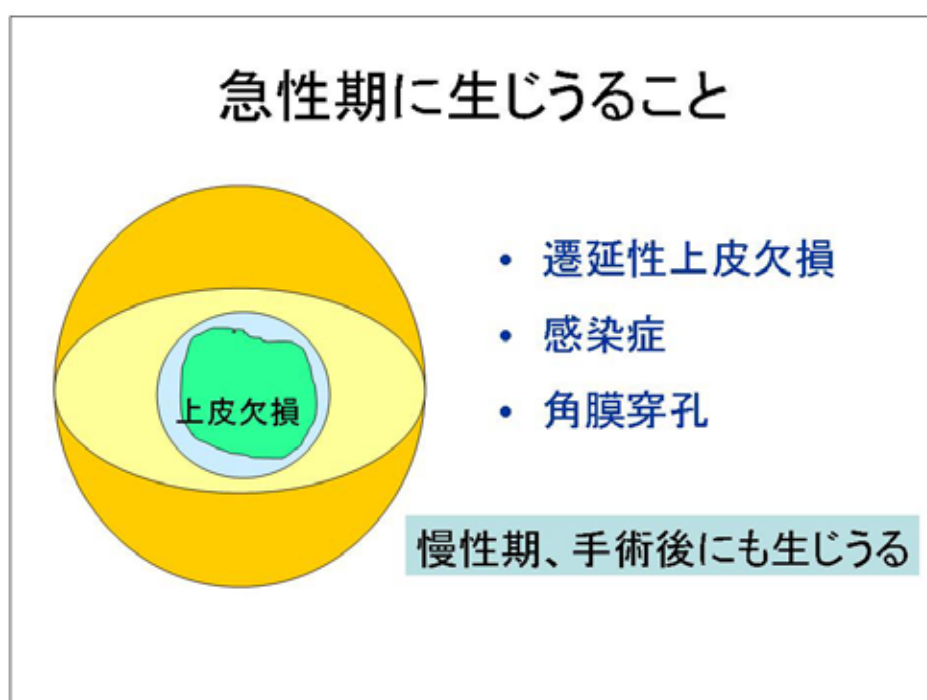 急性期に生じうること
上皮欠損
• 遷延性上皮欠損
• 感染症
• 角膜穿孔
慢性期、手術後にも生じうる